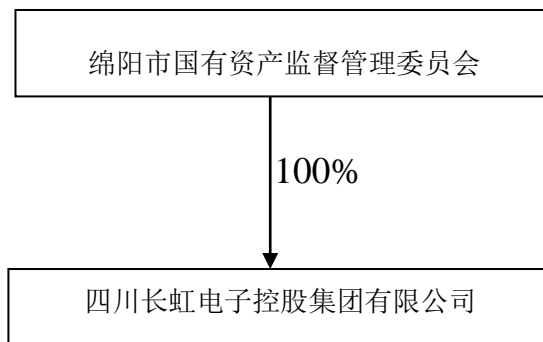 绵阳市国有资产监督管理委员会
100%
四川长虹电子控股集团有限公司